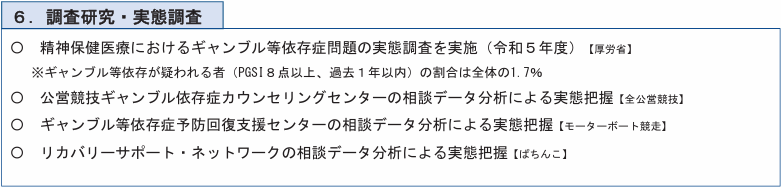 ６．調査研究・実態調査
○　精神保健医療におけるギャンブル等依存症問題の実態調査を実施（令和５年度）【厚労省】
※ギャンブル等依存が疑われる者（PGSI８点以上、過去１年以内）の割合は全体の1.7%
○　公営競技ギャンブル依存症カウンセリングセンターの相談データ分析による実態把握【全公営競技】
○　ギャンブル等依存症予防回復支援センターの相談データ分析による実態把握【モーターボート競走】
○　リカバリーサポート・ネットワークの相談データ分析による実態把握【ぱちんこ】